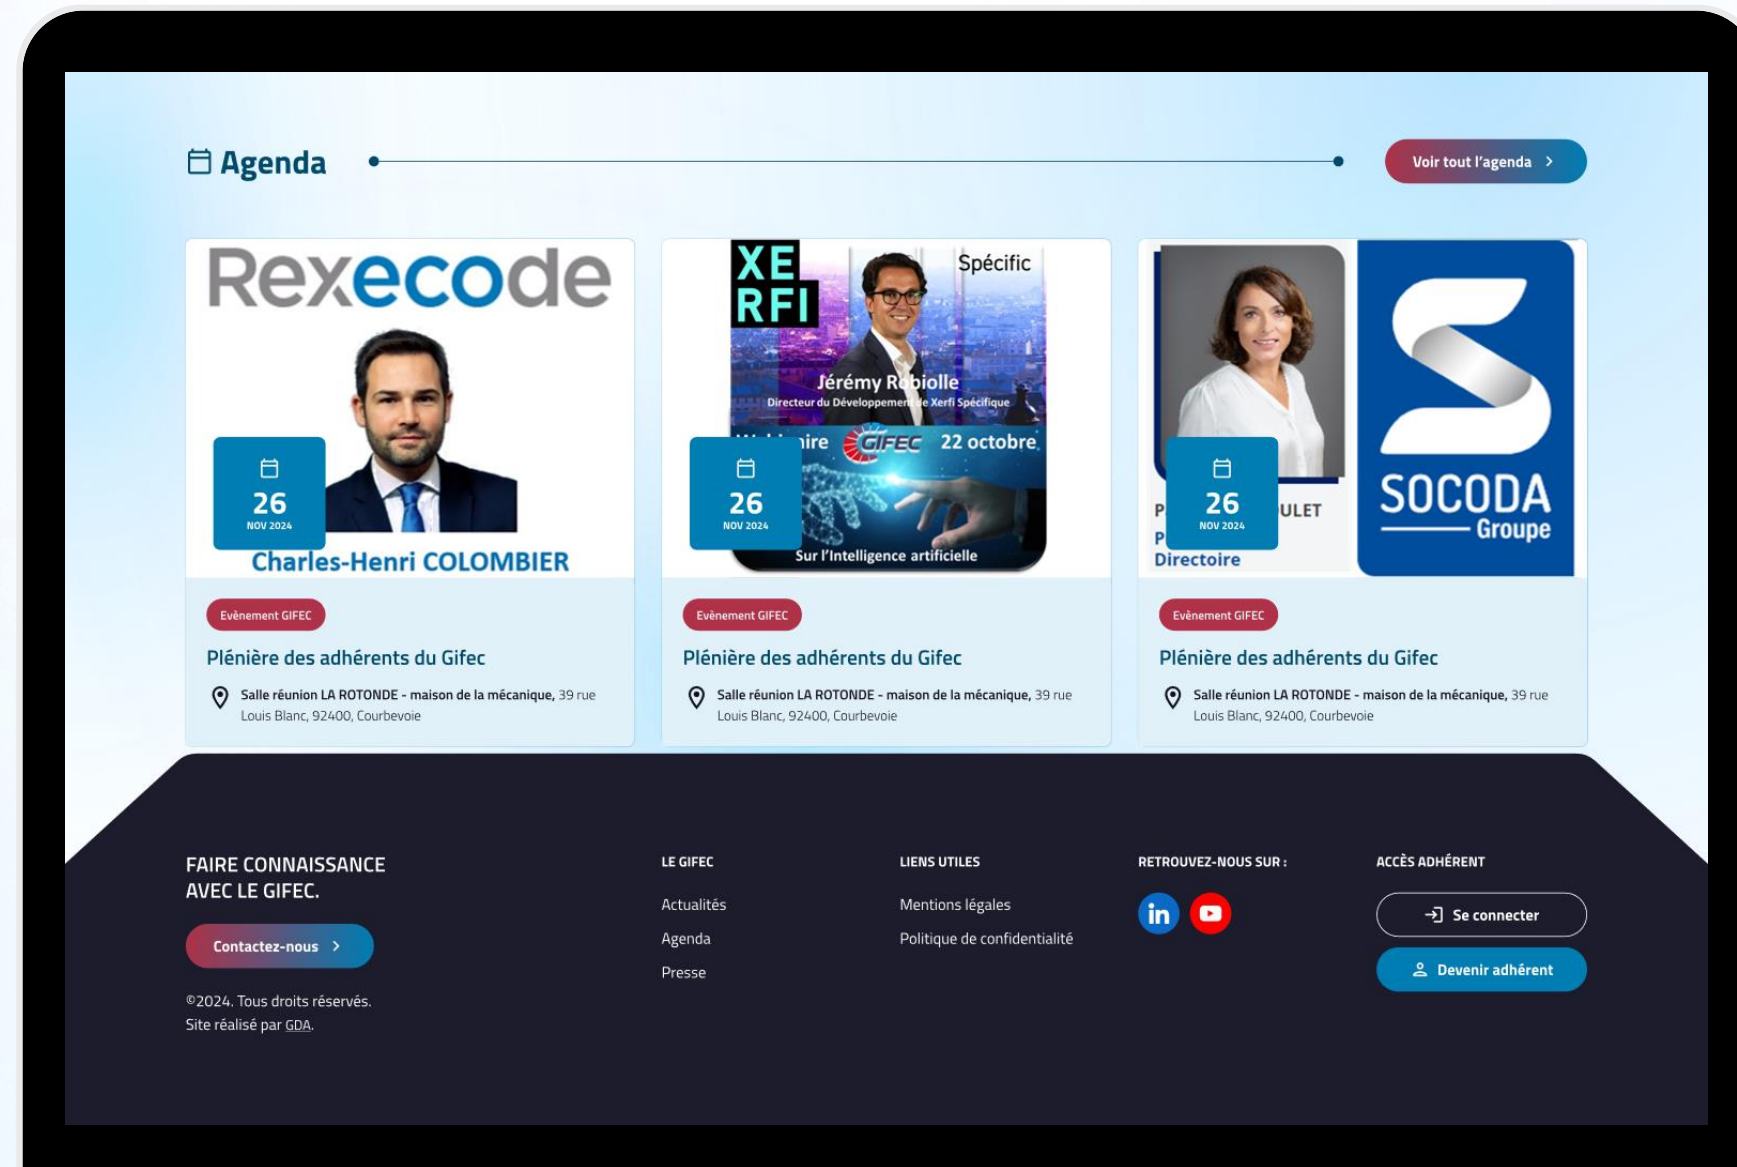 Agenda
Voir tout l'agenda
Rexecode
26
NOV 2024
Charles-Henri COLOMBIER
Evènement GIFEC
Plénière des adhérents du Gifec
Salle réunion LA ROTONDE - maison de la mécanique, 39 rue
Louis Blanc, 92400, Courbevoie
XE
RFI
Spécific
Jérémy Robiolle
Directeur du Développement de Xerfi Spécifique
GIFEC 22 octobre
26
NOV 2024
Sur l'Intelligence artificielle
Evènement GIFEC
Plénière des adhérents du Gifec
Salle réunion LA ROTONDE - maison de la mécanique, 39 rue
Louis Blanc, 92400, Courbevoie
SOCODA
Groupe
26
NOV 2024
Directoire
Evènement GIFEC
Plénière des adhérents du Gifec
Salle réunion LA ROTONDE - maison de la mécanique, 39 rue
Louis Blanc, 92400, Courbevoie
FAIRE CONNAISSANCE
AVEC LE GIFEC.
Contactez-nous
©2024. Tous droits réservés.
Site réalisé par GDA.
LE GIFEC
Actualités
Agenda
Presse
LIENS UTILES
Mentions légales
Politique de confidentialité
RETROUVEZ-NOUS SUR :
in
ACCÈS ADHÉRENT
Se connecter
Devenir adhérent